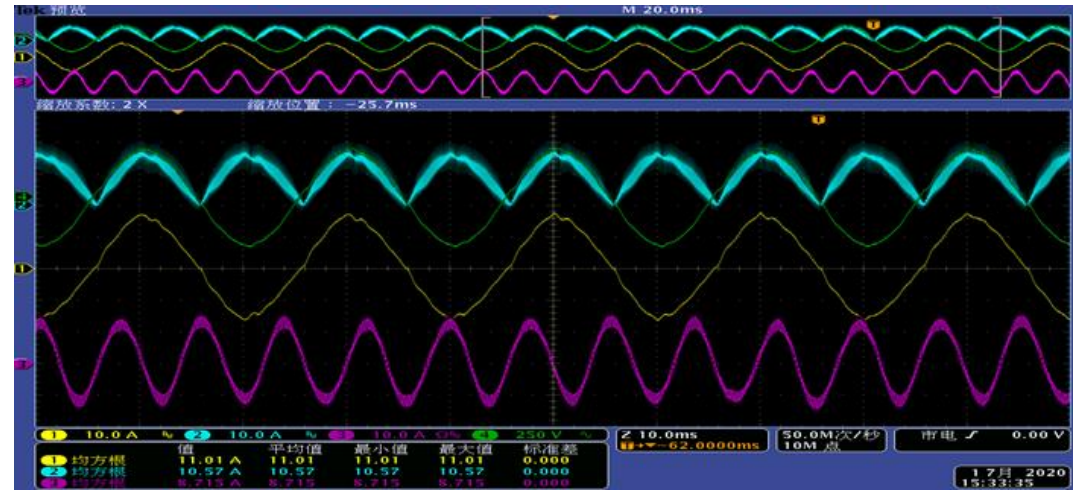 Tek 预览 M 20.0ms
缩放系数: 2 X 缩放位置: -25.7ms
1 10.0 A 2 10.0 A 3 10.0 A Ω 4 250 V
Z 10.0ms
T→▼-62.0000ms
50.0M次/秒
10M 点
市电 0.00 V
值 平均值 最小值 最大值 标准差
1 均方根 11.01 A 11.01 11.01 11.01 0.000
2 均方根 10.57 A 10.57 10.57 10.57 0.000
3 均方根 8.715 A 8.715 8.715 8.715 0.000
1 7月 2020
15:33:35